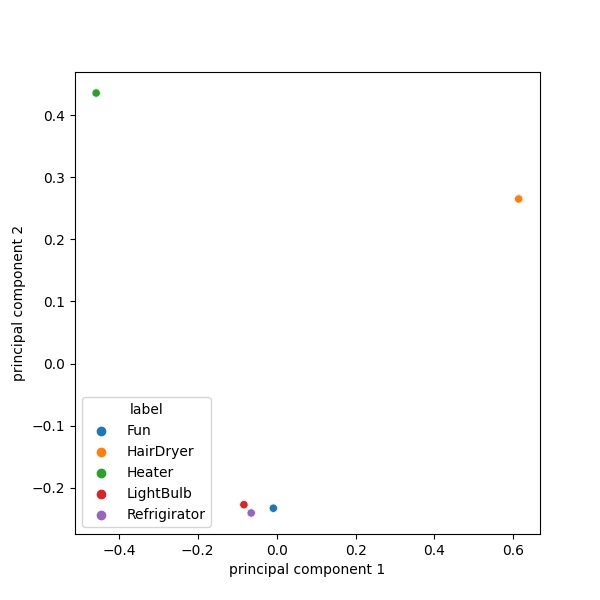 0.4
0.3
0.2
0.1
0.0
−0.1
−0.2
principal component 2
label
Fun
HairDryer
Heater
LightBulb
Refrigirator
−0.4 −0.2 0.0 0.2 0.4 0.6
principal component 1